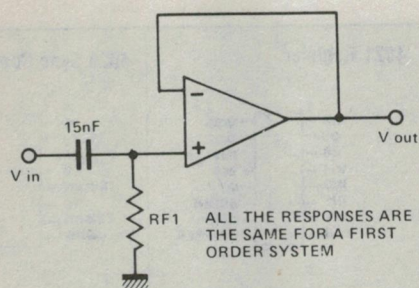 15nF
V in
V out
RF1
ALL THE RESPONSES ARE
THE SAME FOR A FIRST
ORDER SYSTEM